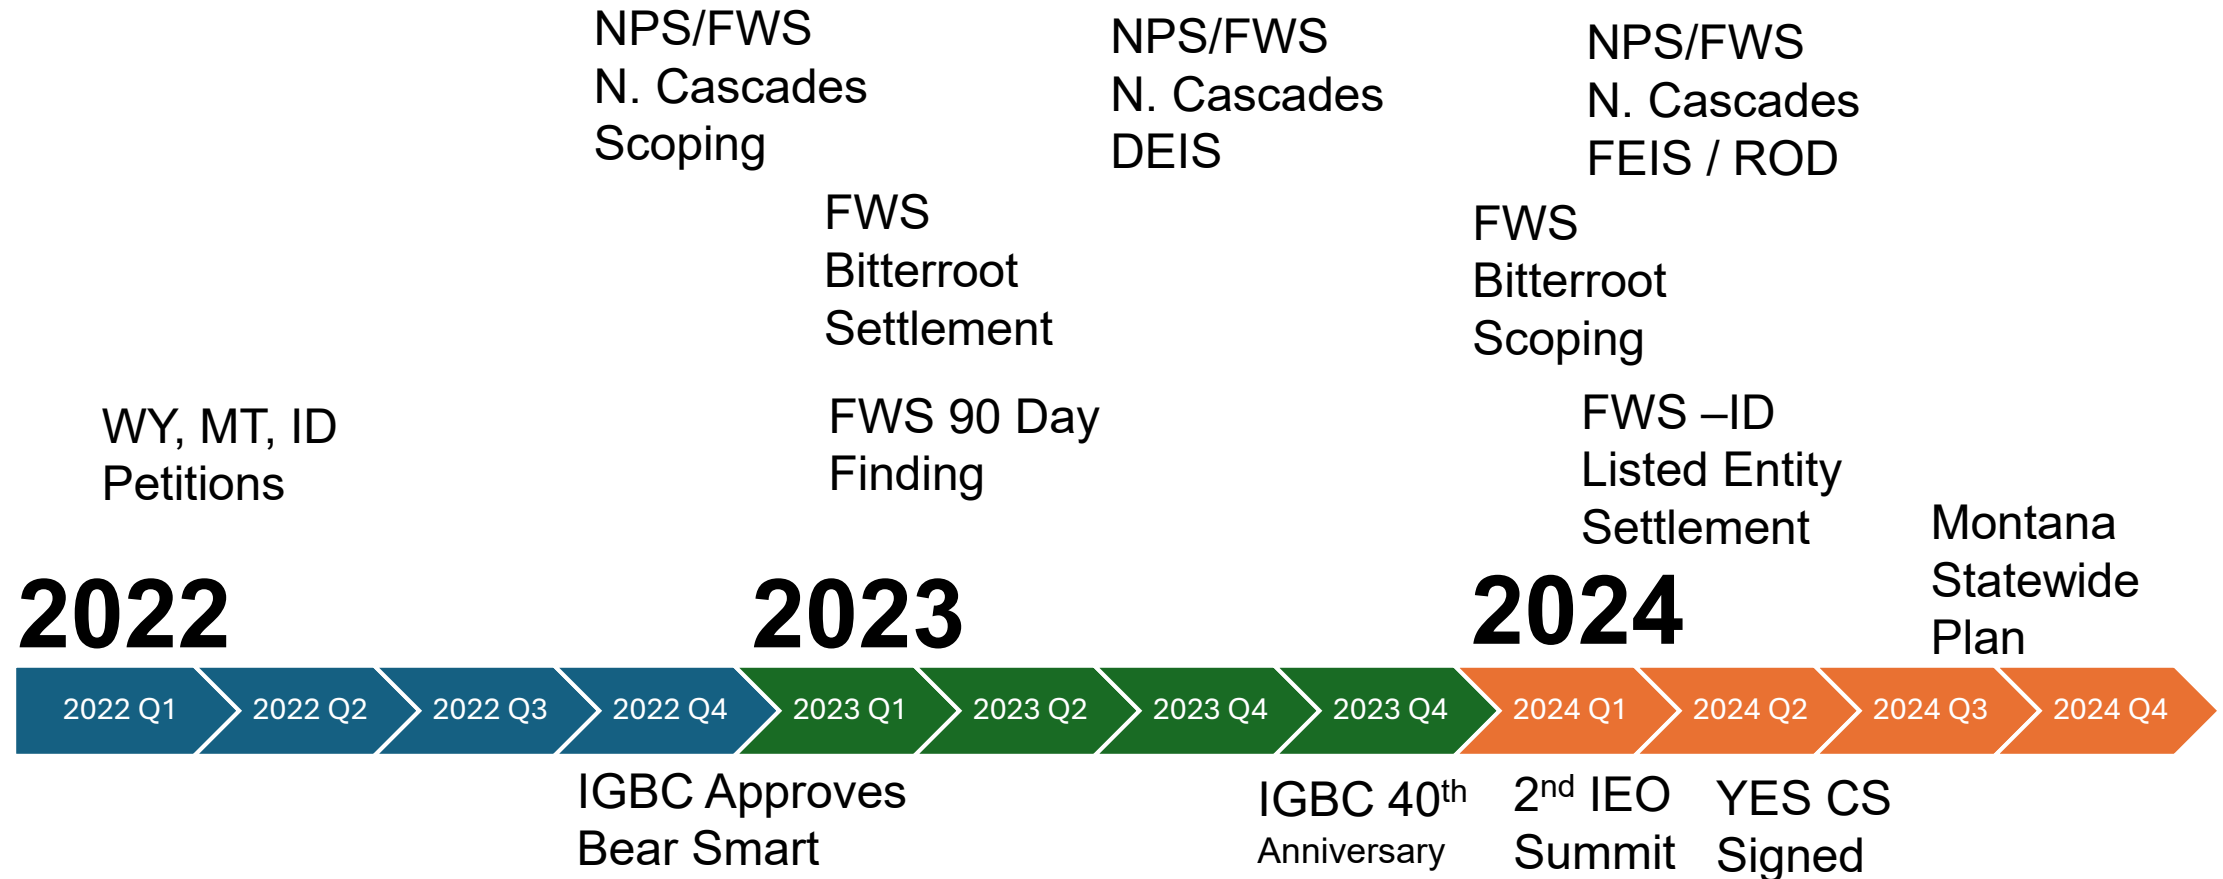 NPS/FWS
N. Cascades
Scoping
NPS/FWS
N. Cascades
DEIS
NPS/FWS
N. Cascades
FEIS / ROD
FWS
Bitterroot
Settlement
FWS
Bitterroot
Scoping
WY, MT, ID
Petitions
FWS 90 Day
Finding
FWS –ID
Listed Entity
Settlement
Montana
Statewide
Plan
2022
2023
2024
2022 Q1
2022 Q2
2022 Q3
2022 Q4
2023 Q1
2023 Q2
2023 Q4
2023 Q4
2024 Q1
2024 Q2
2024 Q3
2024 Q4
IGBC Approves
Bear Smart
IGBC 40th
Anniversary
2nd IEO
Summit
YES CS
Signed